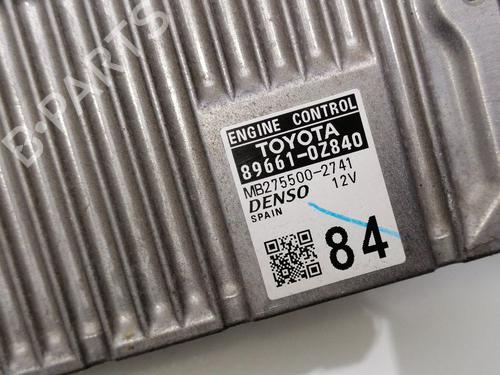 B-PARTS
ENGINE CONTROL
TOYOTA
89661-0Z840
MB275500-2741
DENSO 12V
SPAIN
84